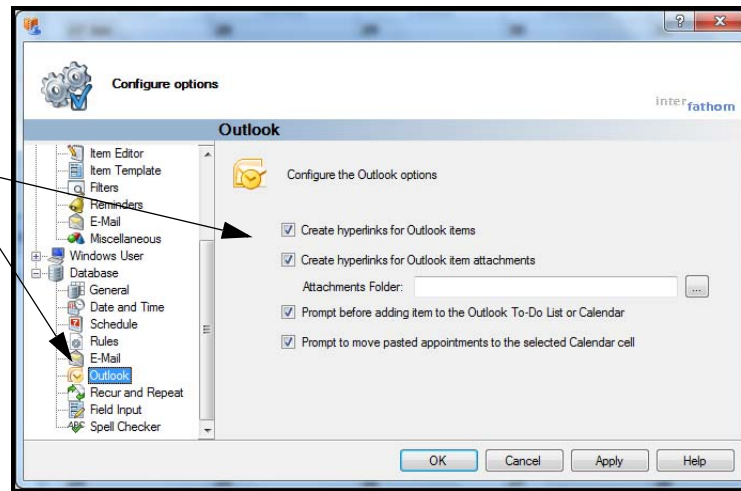 Configure options
inter fathom
Outlook
Item Editor
Item Template
Filters
Reminders
E-Mail
Miscellaneous
Windows User
Database
General
Date and Time
Schedule
Rules
E-Mail
Outlook
Recur and Repeat
Field Input
ABC
Spell Checker
Configure the Outlook options
Create hyperlinks for Outlook items
Create hyperlinks for Outlook item attachments
Attachments Folder:
...
Prompt before adding item to the Outlook To-Do List or Calendar
Prompt to move pasted appointments to the selected Calendar cell
OK
Cancel
Apply
Help